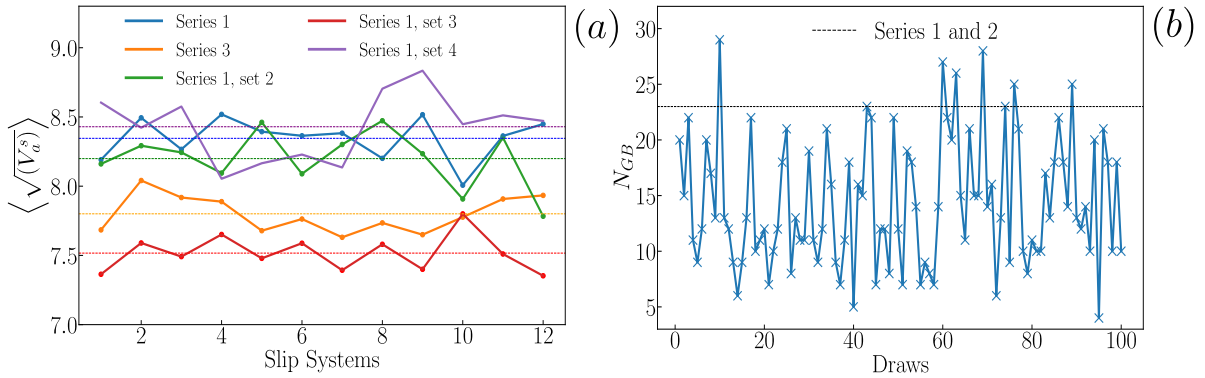 Series 1
Series 3
Series 1, set 2
Series 1, set 3
Series 1, set 4
(a)
9.0
8.5
8.0
7.5
7.0
⟨√(V_a^s)⟩
2 4 6 8 10 12
Slip Systems
Series 1 and 2
(b)
30
25
20
15
10
5
N_GB
0 20 40 60 80 100
Draws